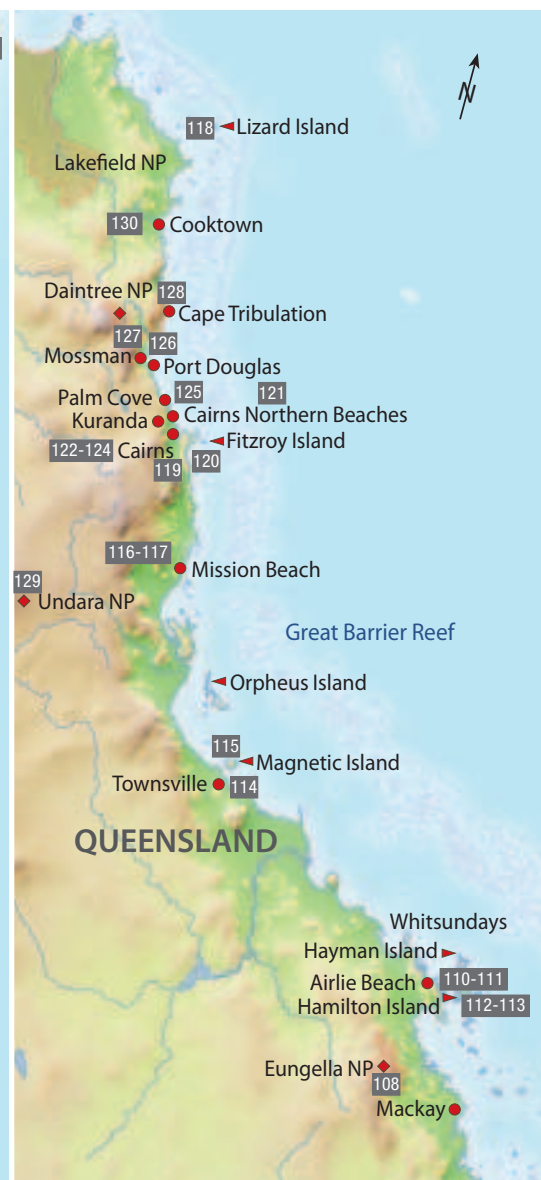 N
118 Lizard Island
Lakefield NP
130 Cooktown
Daintree NP 128
Cape Tribulation
127
Mossman 126
Port Douglas
Palm Cove 125 121
Cairns Northern Beaches
Kuranda
Fitzroy Island
122-124 Cairns
119 120
116-117
Mission Beach
129
Undara NP
Great Barrier Reef
Orpheus Island
115
Magnetic Island
Townsville 114
QUEENSLAND
Whitsundays
Hayman Island
Airlie Beach 110-111
Hamilton Island 112-113
Eungella NP
108
Mackay